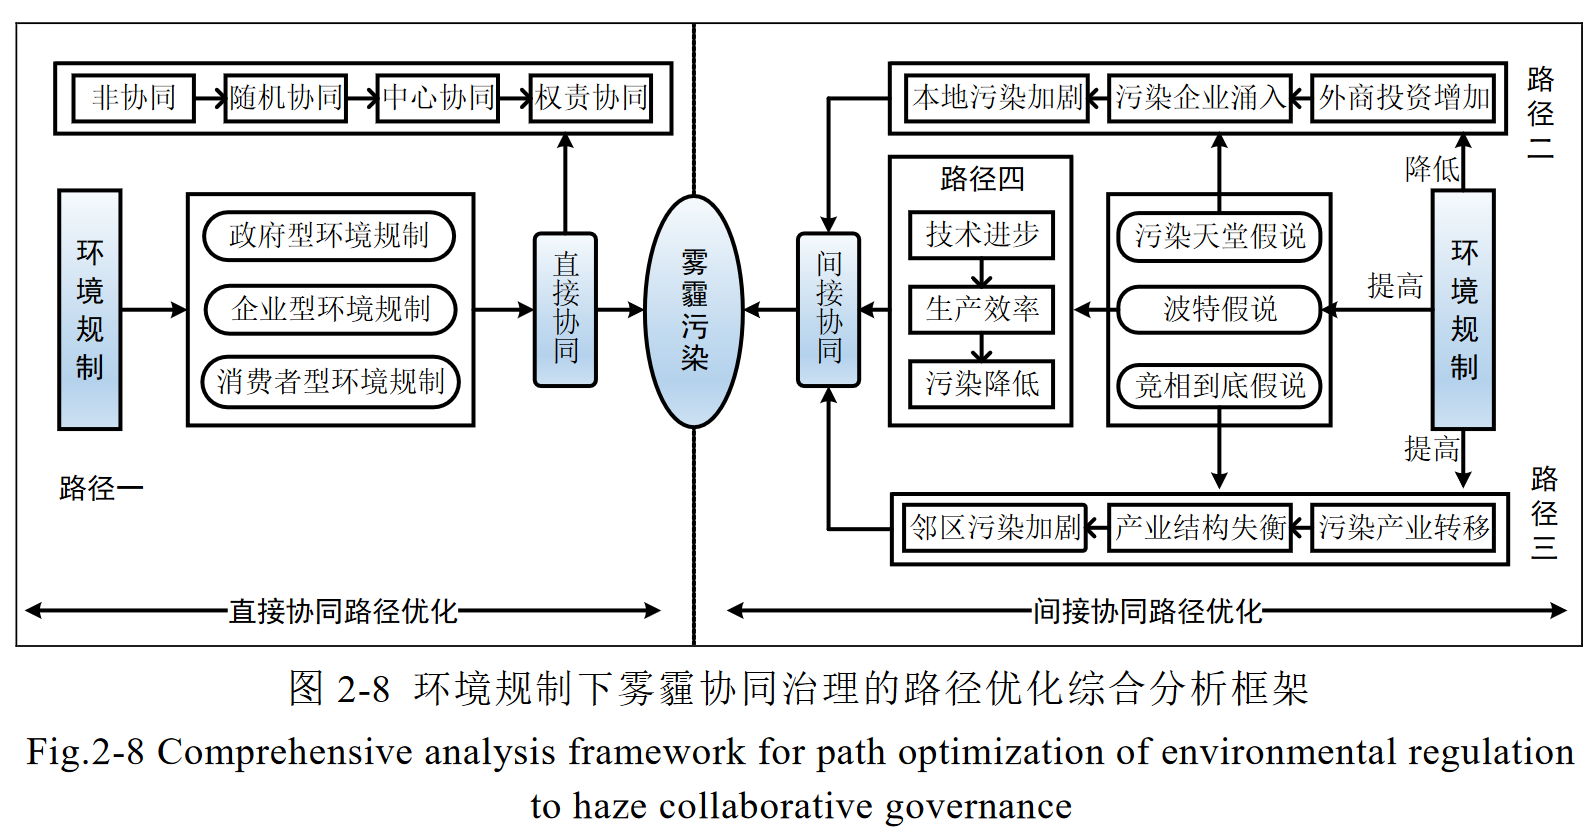 非协同
随机协同
中心协同
权责协同
环境规制
政府型环境规制
企业型环境规制
消费者型环境规制
直接协同
路径一
直接协同路径优化
雾霾污染
本地污染加剧
污染企业涌入
外商投资增加
路径二
降低
间接协同
路径四
技术进步
生产效率
污染降低
污染天堂假说
波特假说
竞相到底假说
提高
环境规制
提高
邻区污染加剧
产业结构失衡
污染产业转移
路径三
间接协同路径优化
图 2-8 环境规制下雾霾协同治理的路径优化综合分析框架
Fig.2-8 Comprehensive analysis framework for path optimization of environmental regulation
to haze collaborative governance